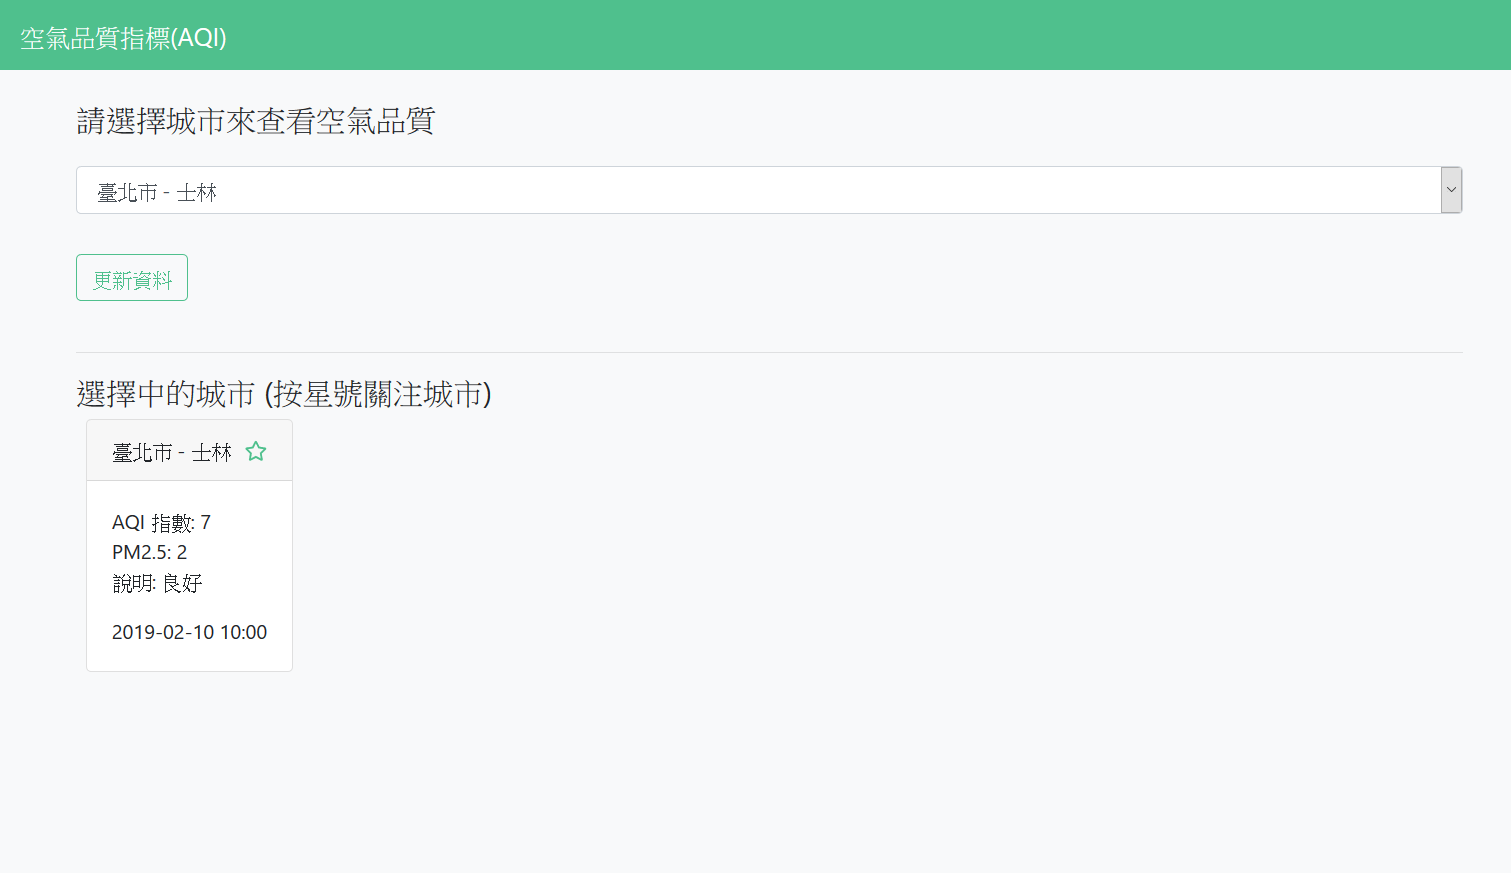 空氣品質指標(AQI)
請選擇城市來查看空氣品質
臺北市 - 士林
更新資料
選擇中的城市 (按星號關注城市)
臺北市 - 士林
AQI 指數: 7
PM2.5: 2
說明: 良好
2019-02-10 10:00